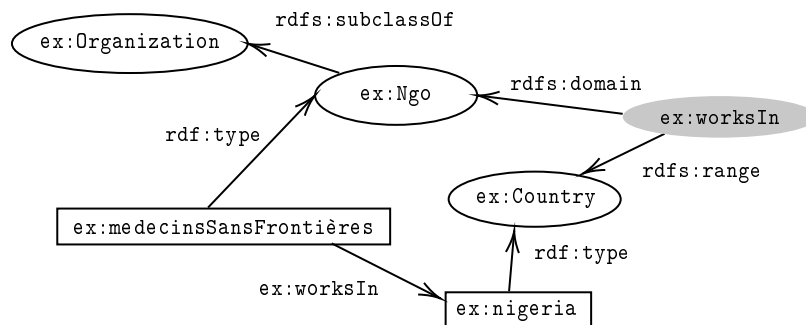 rdfs:subclassOf
ex:Organization
rdfs:domain
ex:Ngo
ex:worksIn
rdf:type
rdfs:range
ex:Country
ex:medecinsSansFrontières
rdf:type
ex:worksIn
ex:nigeria